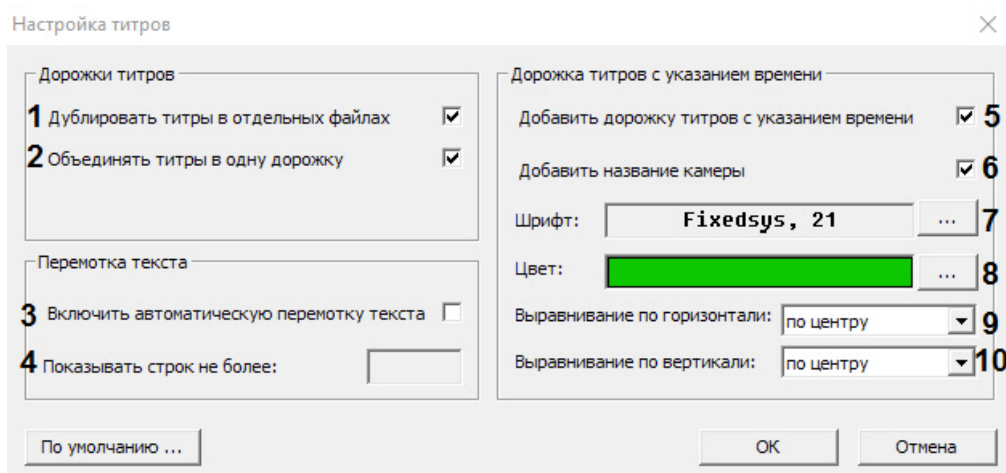 Настройка титров
Дорожки титров
1 Дублировать титры в отдельных файлах
2 Объединять титры в одну дорожку
Перемотка текста
3 Включить автоматическую перемотку текста
4 Показывать строк не более:
Дорожка титров с указанием времени
Добавить дорожку титров с указанием времени 5
Добавить название камеры 6
Шрифт: Fixedsys, 21 ... 7
Цвет: ... 8
Выравнивание по горизонтали: по центру 9
Выравнивание по вертикали: по центру 10
По умолчанию ... OK Отмена